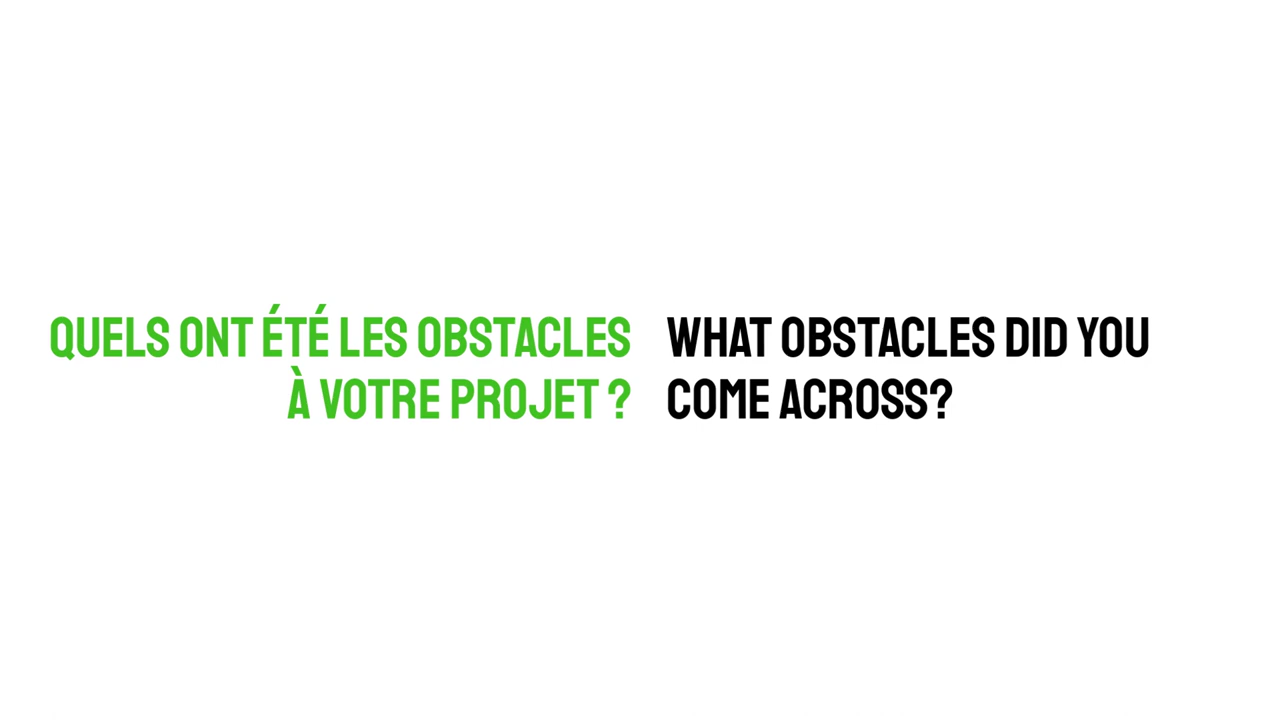 QUELS ONT ÉTÉ LES OBSTACLES
À VOTRE PROJET ?
WHAT OBSTACLES DID YOU
COME ACROSS?